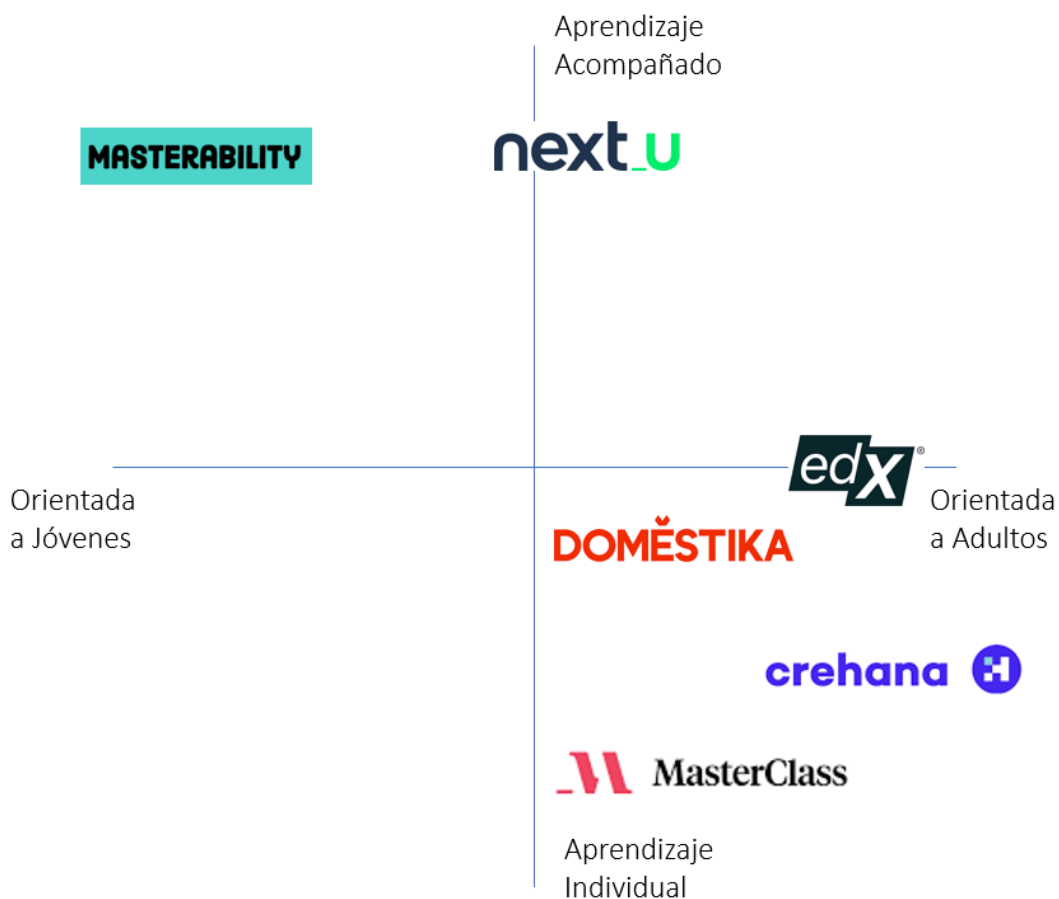 Aprendizaje
Acompañado
MASTERABILITY
next_u
edX®
Orientada
a Jóvenes
Orientada
a Adultos
DOMĚSTIKA
crehana
MasterClass
Aprendizaje
Individual